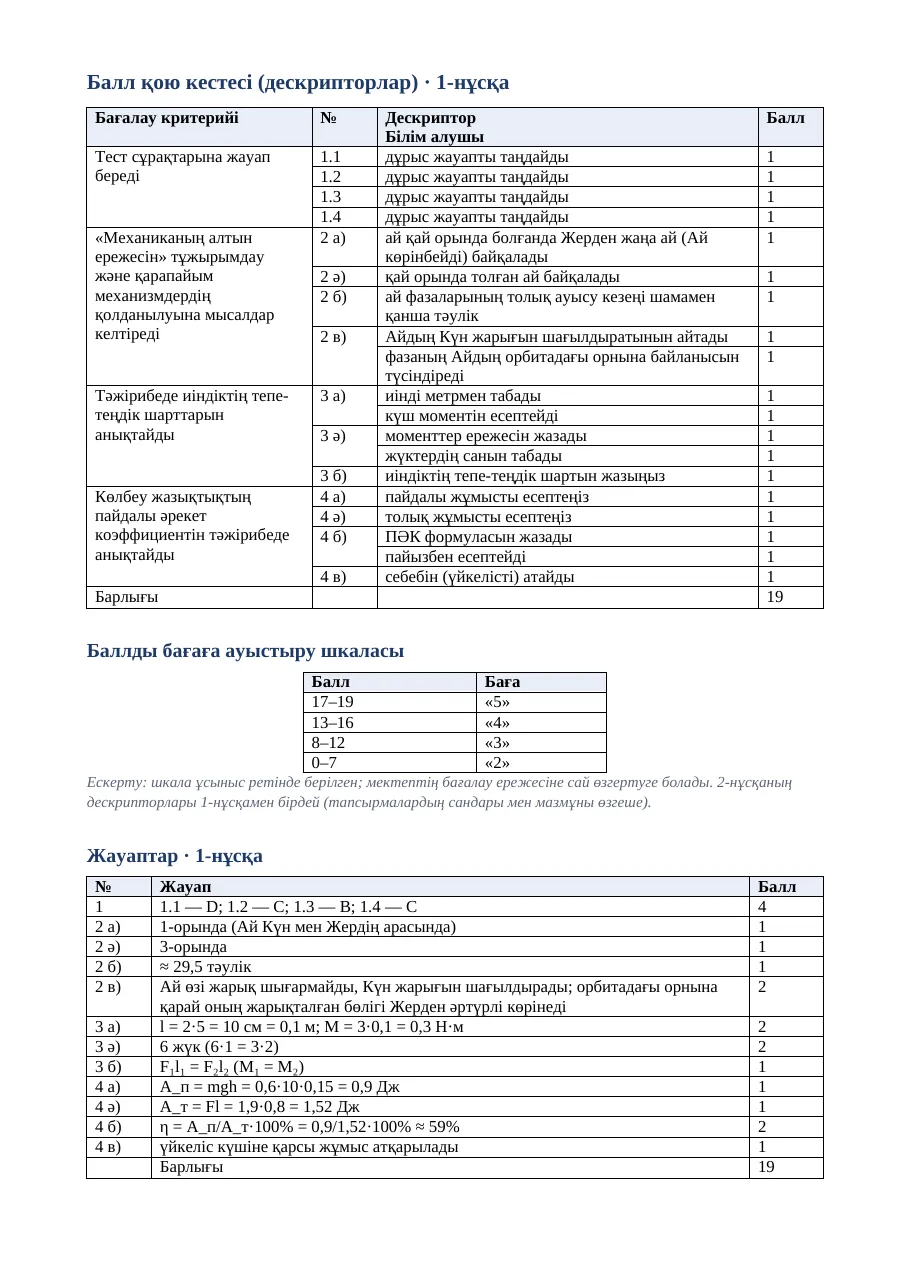 Балл қою кестесі (дескрипторлар) · 1-нұсқа
Бағалау критерийі № Дескриптор Балл
Білім алушы
Тест сұрақтарына жауап 1.1 дұрыс жауапты таңдайды 1
береді 1.2 дұрыс жауапты таңдайды 1
1.3 дұрыс жауапты таңдайды 1
1.4 дұрыс жауапты таңдайды 1
«Механиканың алтын 2 а) ай қай орында болғанда Жерден жаңа ай (Ай 1
ережесін» тұжырымдау көрінбейді) байқалады
және қарапайым 2 ә) қай орында толған ай байқалады 1
механизмдердің 2 б) ай фазаларының толық ауысу кезеңі шамамен 1
қолданылуына мысалдар қанша тәулік
келтіреді 2 в) Айдың Күн жарығын шағылдыратынын айтады 1
фазаның Айдың орбитадағы орнына байланысын 1
түсіндіреді
Тәжірибеде иіндіктің тепе- 3 а) иінді метрмен табады 1
теңдік шарттарын күш моментін есептейді 1
анықтайды 3 ә) моменттер ережесін жазады 1
жүктердің санын табады 1
3 б) иіндіктің тепе-теңдік шартын жазыңыз 1
Көлбеу жазықтықтың 4 а) пайдалы жұмысты есептеңіз 1
пайдалы әрекет 4 ә) толық жұмысты есептеңіз 1
коэффициентін тәжірибеде 4 б) ПӘК формуласын жазады 1
анықтайды пайызбен есептейді 1
4 в) себебін (үйкелісті) атайды 1
Барлығы 19
Баллды бағаға ауыстыру шкаласы
Балл Баға
17–19 «5»
13–16 «4»
8–12 «3»
0–7 «2»
Ескерту: шкала ұсыныс ретінде берілген; мектептің бағалау ережесіне сай өзгертуге болады. 2-нұсқаның
дескрипторлары 1-нұсқамен бірдей (тапсырмалардың сандары мен мазмұны өзгеше).
Жауаптар · 1-нұсқа
№ Жауап Балл
1 1.1 — D; 1.2 — C; 1.3 — B; 1.4 — C 4
2 а) 1-орында (Ай Күн мен Жердің арасында) 1
2 ә) 3-орында 1
2 б) ≈ 29,5 тәулік 1
2 в) Ай өзі жарық шығармайды, Күн жарығын шағылдырады; орбитадағы орнына 2
қарай оның жарықталған бөлігі Жерден әртүрлі көрінеді
3 а) l = 2·5 = 10 см = 0,1 м; M = 3·0,1 = 0,3 Н·м 2
3 ә) 6 жүк (6·1 = 3·2) 2
3 б) F₁l₁ = F₂l₂ (M₁ = M₂) 1
4 а) A_п = mgh = 0,6·10·0,15 = 0,9 Дж 1
4 ә) A_т = Fl = 1,9·0,8 = 1,52 Дж 1
4 б) η = A_п/A_т·100% = 0,9/1,52·100% ≈ 59% 2
4 в) үйкеліс күшіне қарсы жұмыс атқарылады 1
Барлығы 19